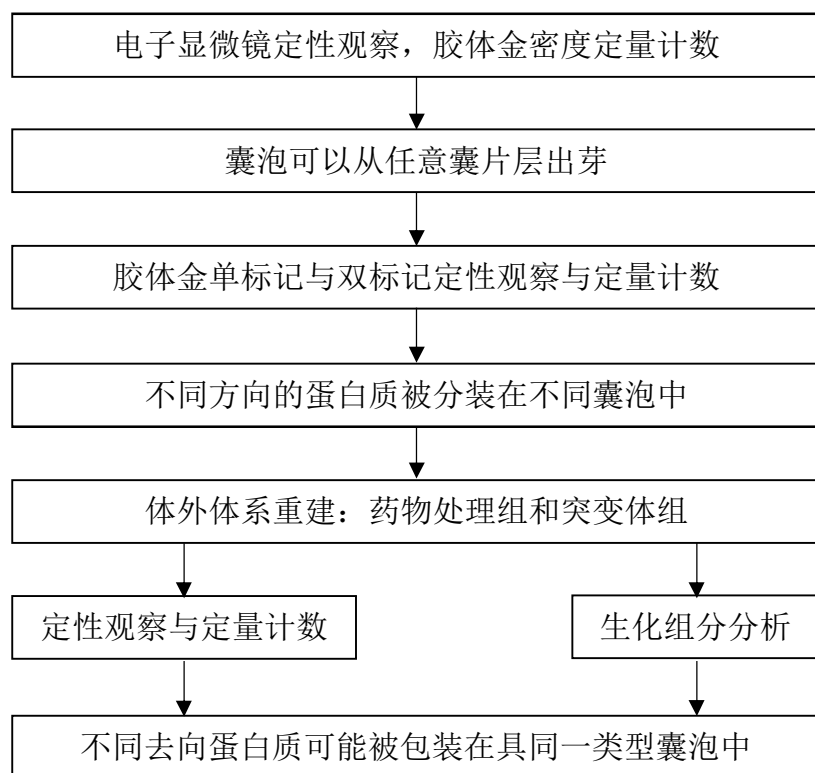 电子显微镜定性观察，胶体金密度定量计数
囊泡可以从任意囊片层出芽
胶体金单标记与双标记定性观察与定量计数
不同方向的蛋白质被分装在不同囊泡中
体外体系重建：药物处理组和突变体组
定性观察与定量计数
生化组分分析
不同去向蛋白质可能被包装在具同一类型囊泡中